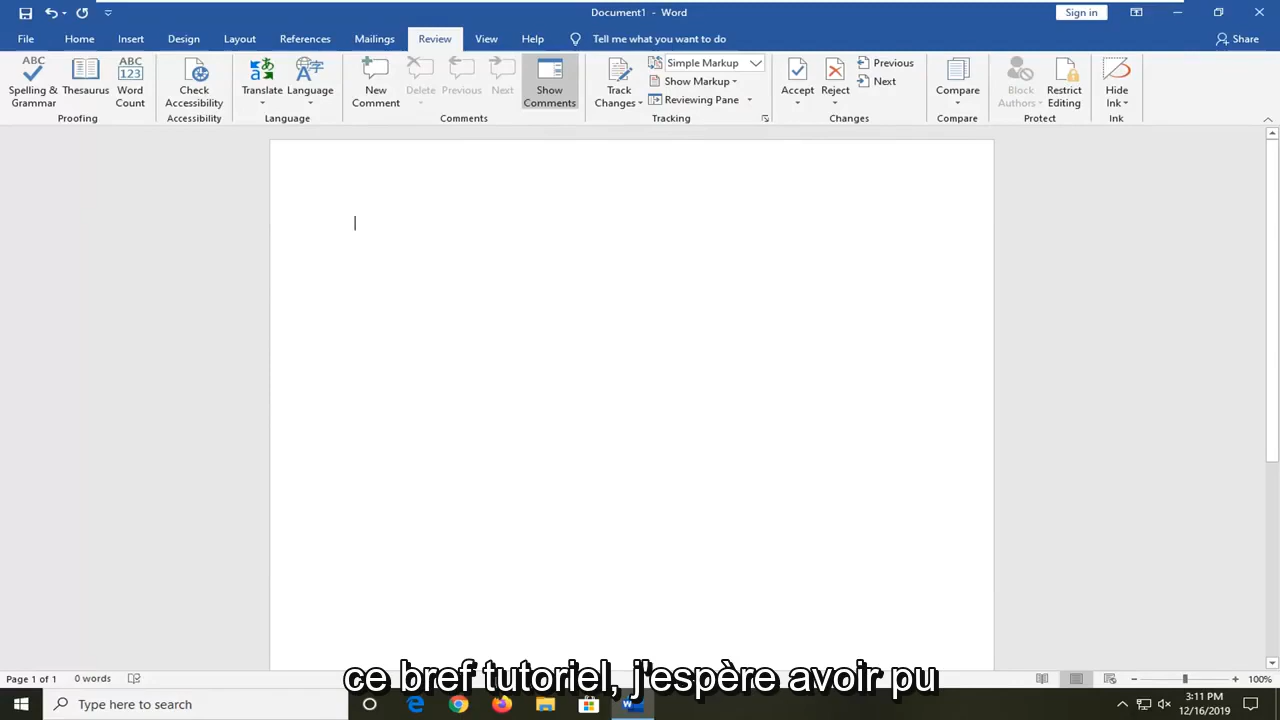 Document1 - Word
Sign in
File Home Insert Design Layout References Mailings Review View Help Tell me what you want to do Share
ABC
Spelling &
Grammar
Thesaurus
ABC
123
Word
Count
Proofing
Check
Accessibility
Accessibility
Translate
Language
Language
New
Comment
Delete
Previous
Next
Show
Comments
Comments
Track
Changes
Simple Markup
Show Markup
Reviewing Pane
Tracking
Accept
Reject
Previous
Next
Changes
Compare
Compare
Block
Authors
Restrict
Editing
Protect
Hide
Ink
Ink
ce bref tutoriel, j'espère avoir pu
Page 1 of 1 0 words 100%
Type here to search
3:11 PM
12/16/2019